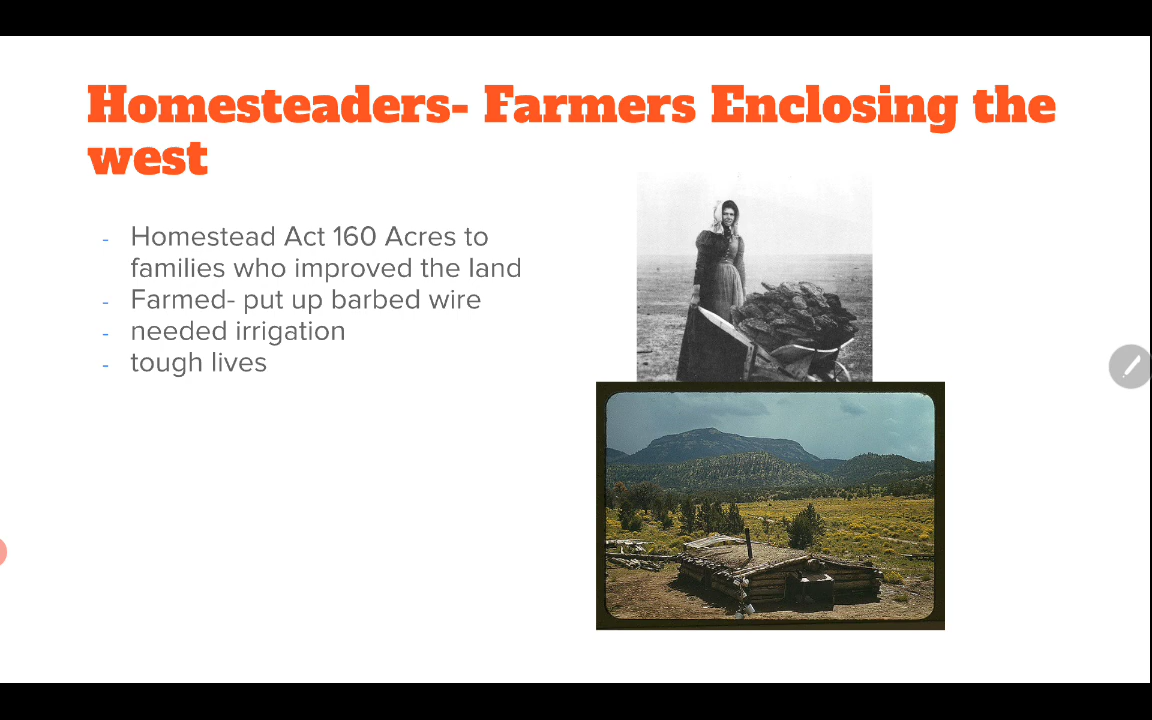 Homesteaders- Farmers Enclosing the
west
- Homestead Act 160 Acres to
families who improved the land
- Farmed- put up barbed wire
- needed irrigation
- tough lives